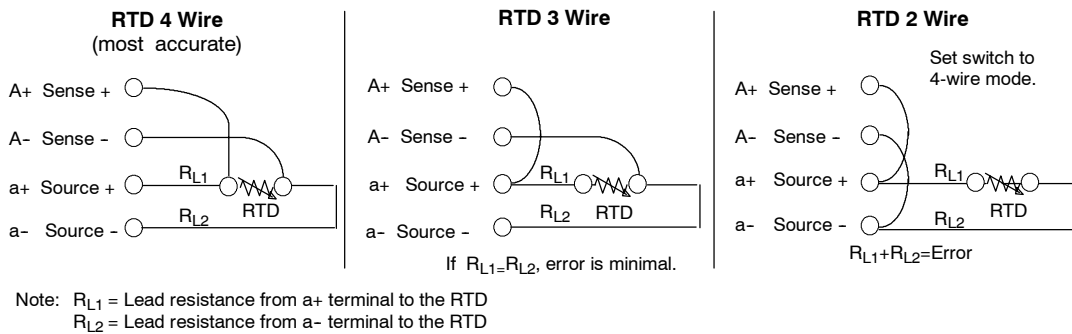 RTD 4 Wire
(most accurate)
A+ Sense +
A− Sense −
a+ Source +
a− Source −
RL1
RTD
RL2
RTD 3 Wire
A+ Sense +
A− Sense −
a+ Source +
a− Source −
RL1
RTD
RL2
If RL1=RL2, error is minimal.
RTD 2 Wire
Set switch to
4-wire mode.
A+ Sense +
A− Sense −
a+ Source +
a− Source −
RL1
RTD
RL2
RL1+RL2=Error
Note: RL1 = Lead resistance from a+ terminal to the RTD
RL2 = Lead resistance from a− terminal to the RTD